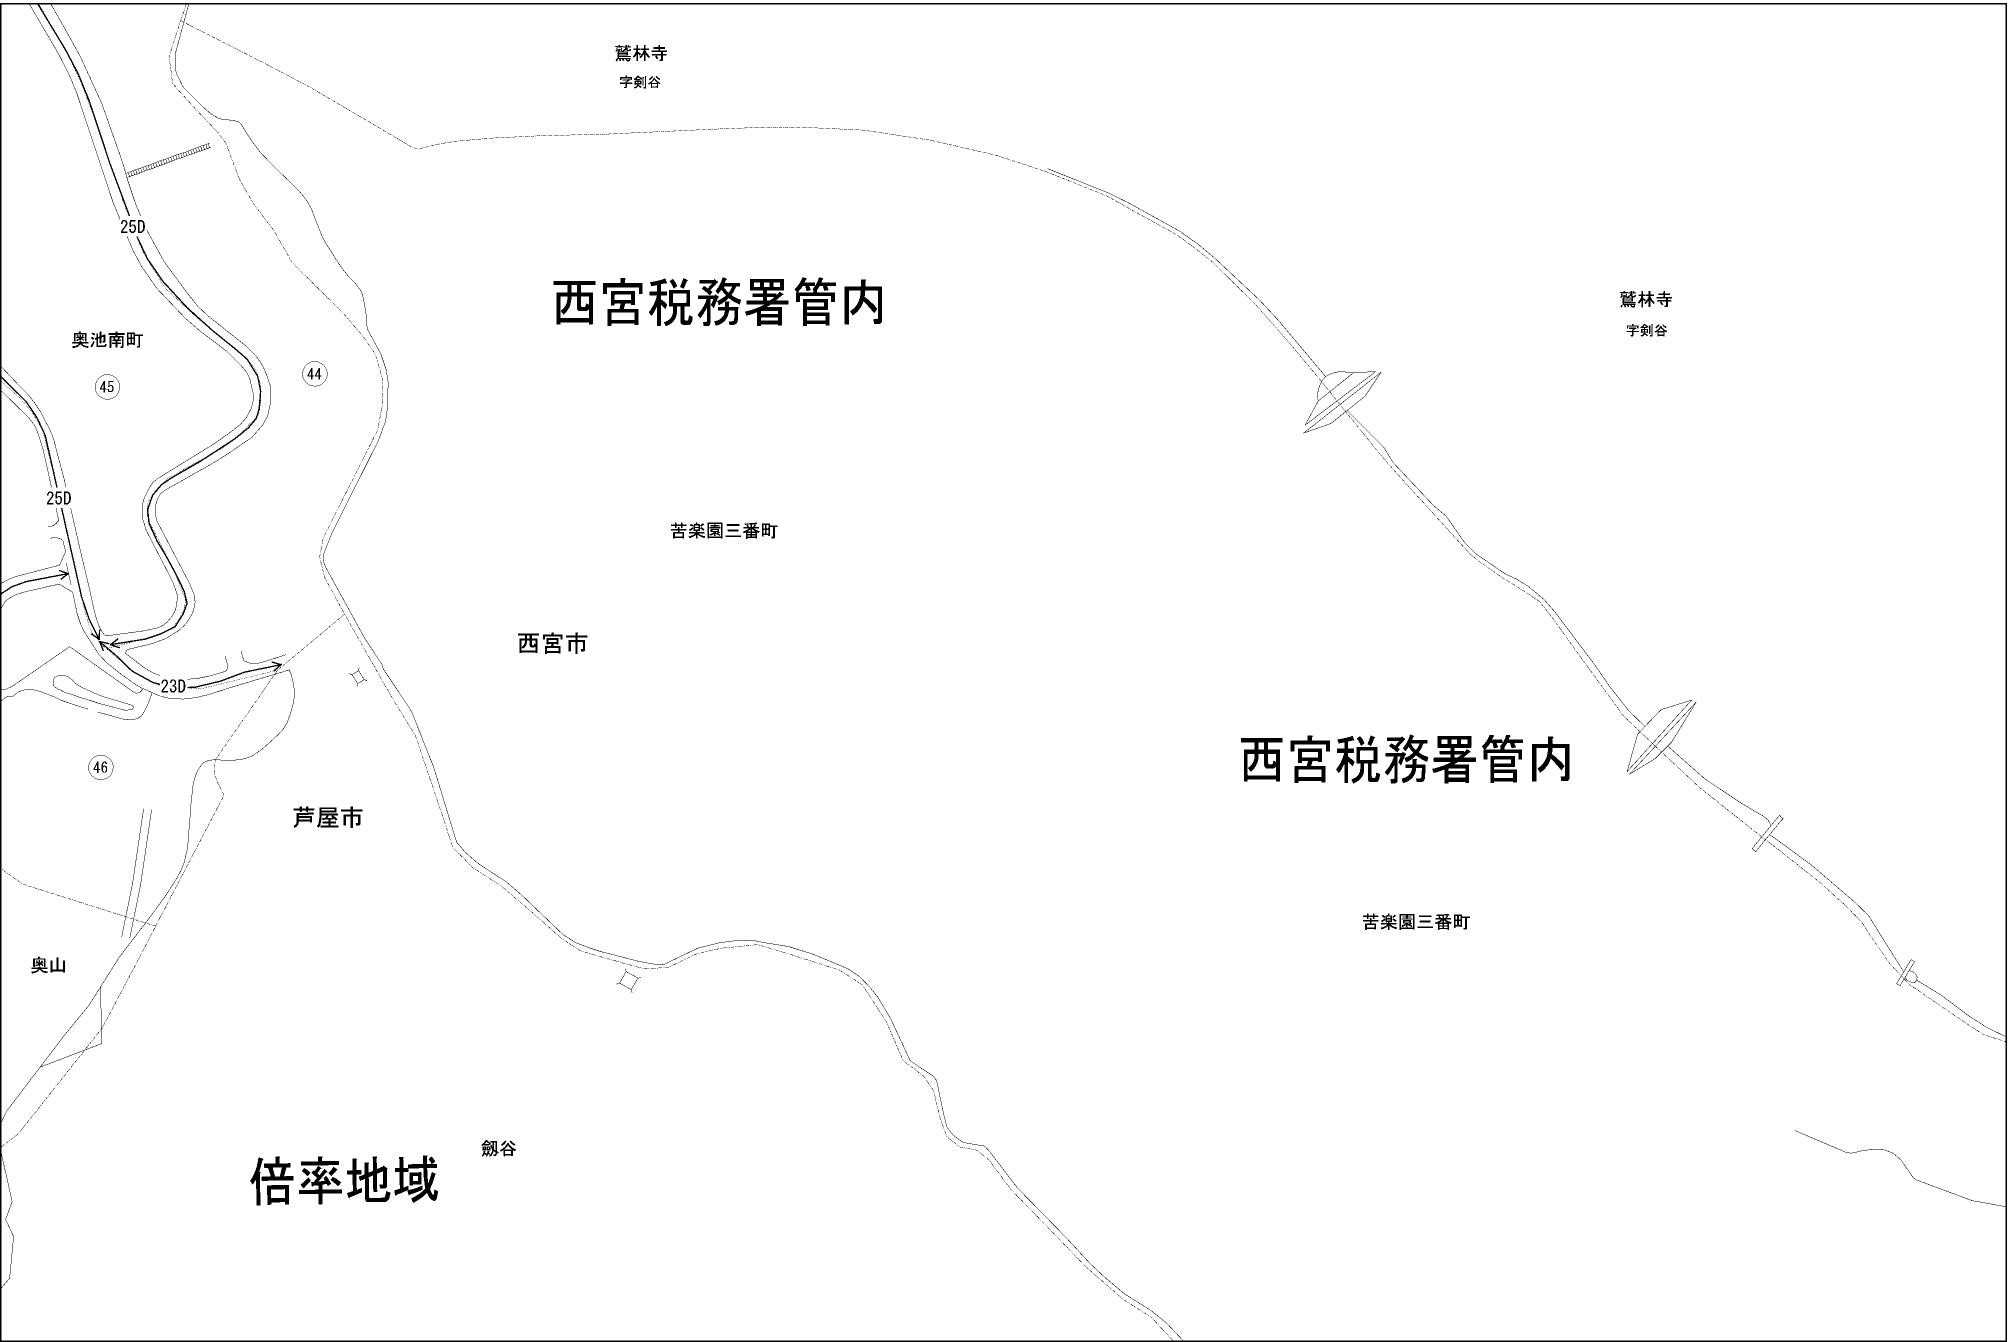 鷲林寺
字剣谷
25D
西宮税務署管内
鷲林寺
字剣谷
奥池南町
44
45
25D
苦楽園三番町
西宮市
23D
西宮税務署管内
46
芦屋市
苦楽園三番町
奥山
劔谷
倍率地域